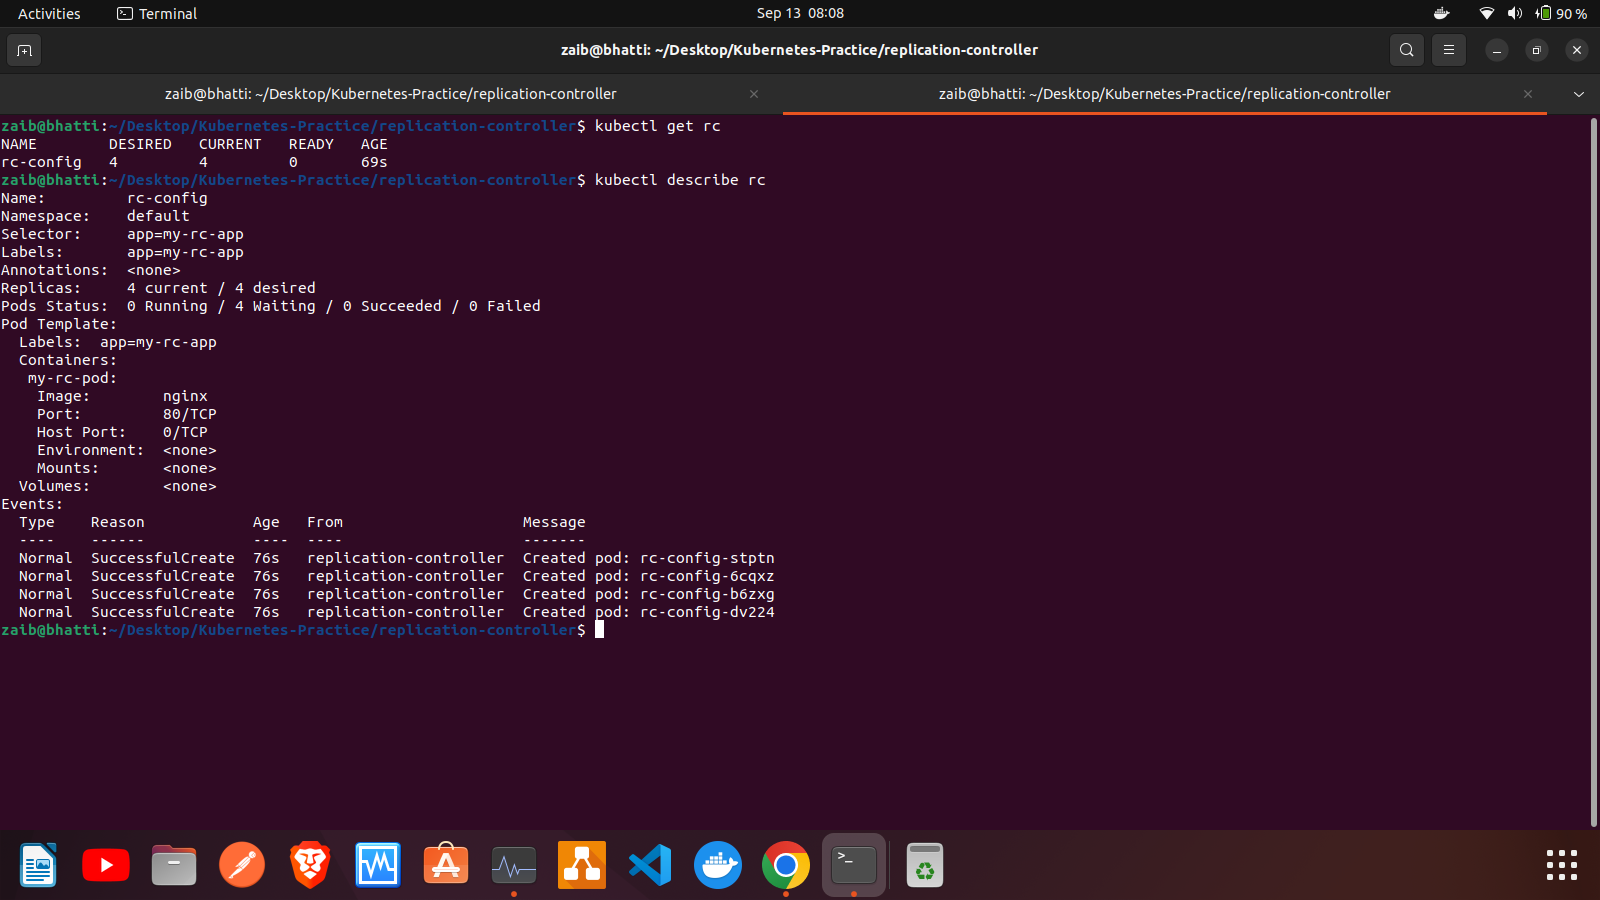 Activities Terminal Sep 13 08:08 90 %
zaib@bhatti: ~/Desktop/Kubernetes-Practice/replication-controller
zaib@bhatti: ~/Desktop/Kubernetes-Practice/replication-controller zaib@bhatti: ~/Desktop/Kubernetes-Practice/replication-controller
zaib@bhatti:~/Desktop/Kubernetes-Practice/replication-controller$ kubectl get rc
NAME DESIRED CURRENT READY AGE
rc-config 4 4 0 69s
zaib@bhatti:~/Desktop/Kubernetes-Practice/replication-controller$ kubectl describe rc
Name: rc-config
Namespace: default
Selector: app=my-rc-app
Labels: app=my-rc-app
Annotations: <none>
Replicas: 4 current / 4 desired
Pods Status: 0 Running / 4 Waiting / 0 Succeeded / 0 Failed
Pod Template:
Labels: app=my-rc-app
Containers:
my-rc-pod:
Image: nginx
Port: 80/TCP
Host Port: 0/TCP
Environment: <none>
Mounts: <none>
Volumes: <none>
Events:
Type Reason Age From Message
---- ------ ---- ---- -------
Normal SuccessfulCreate 76s replication-controller Created pod: rc-config-stptn
Normal SuccessfulCreate 76s replication-controller Created pod: rc-config-6cqxz
Normal SuccessfulCreate 76s replication-controller Created pod: rc-config-b6zxg
Normal SuccessfulCreate 76s replication-controller Created pod: rc-config-dv224
zaib@bhatti:~/Desktop/Kubernetes-Practice/replication-controller$